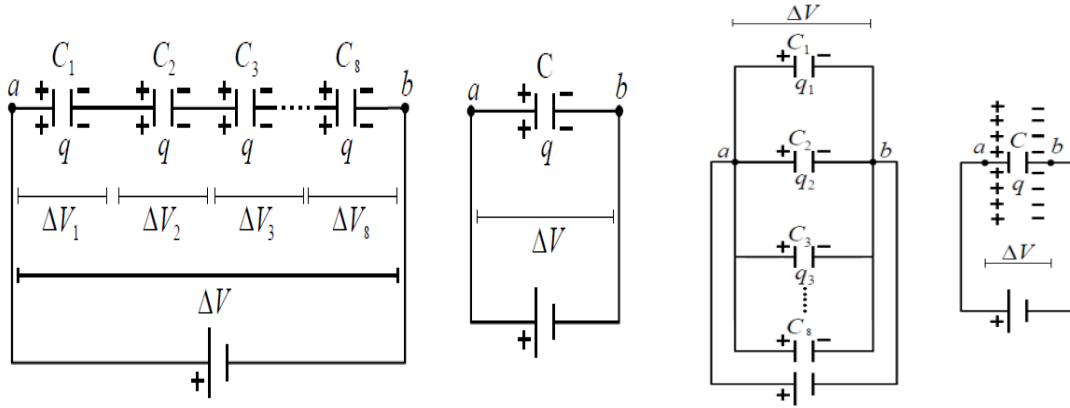 C₁ C₂ C₃ C₈
a + - + - + - ...... + - b
+ - + - + - + -
q q q q
ΔV₁ ΔV₂ ΔV₃ ΔV₈
ΔV
+
C
a + - b
+ -
q
ΔV
+
ΔV
C₁
+ -
q₁
a + C₂ - b
q₂
C₃
+ -
q₃
......
C₈
+ -
+
+ -
+ -
+ -
+ C -
a b
+ q -
+ -
+ -
+ -
ΔV
+